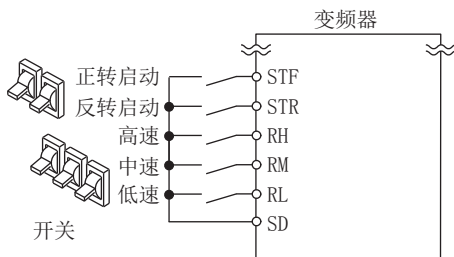 变频器
正转启动 STF
反转启动 STR
高速 RH
中速 RM
低速 RL
SD
开关